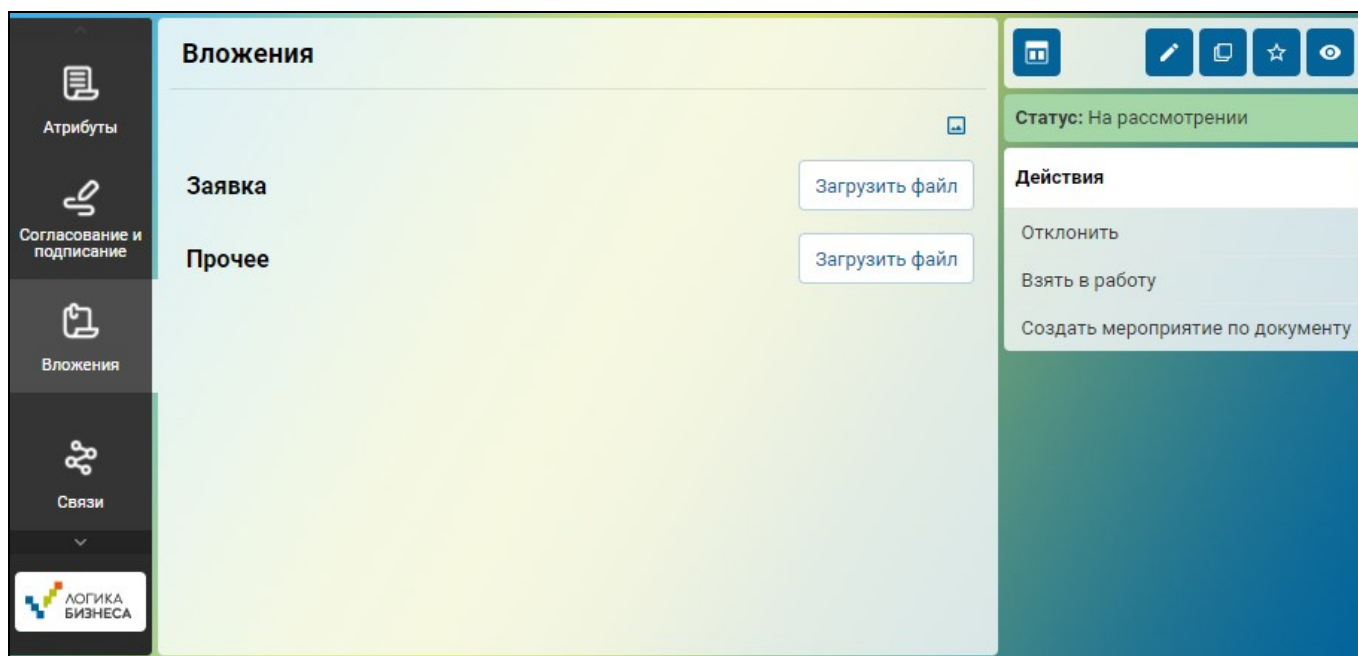 Атрибуты
Согласование и
подписание
Вложения
Связи
ЛОГИКА
БИЗНЕСА
Вложения
Заявка
Загрузить файл
Прочее
Загрузить файл
Статус: На рассмотрении
Действия
Отклонить
Взять в работу
Создать мероприятие по документу